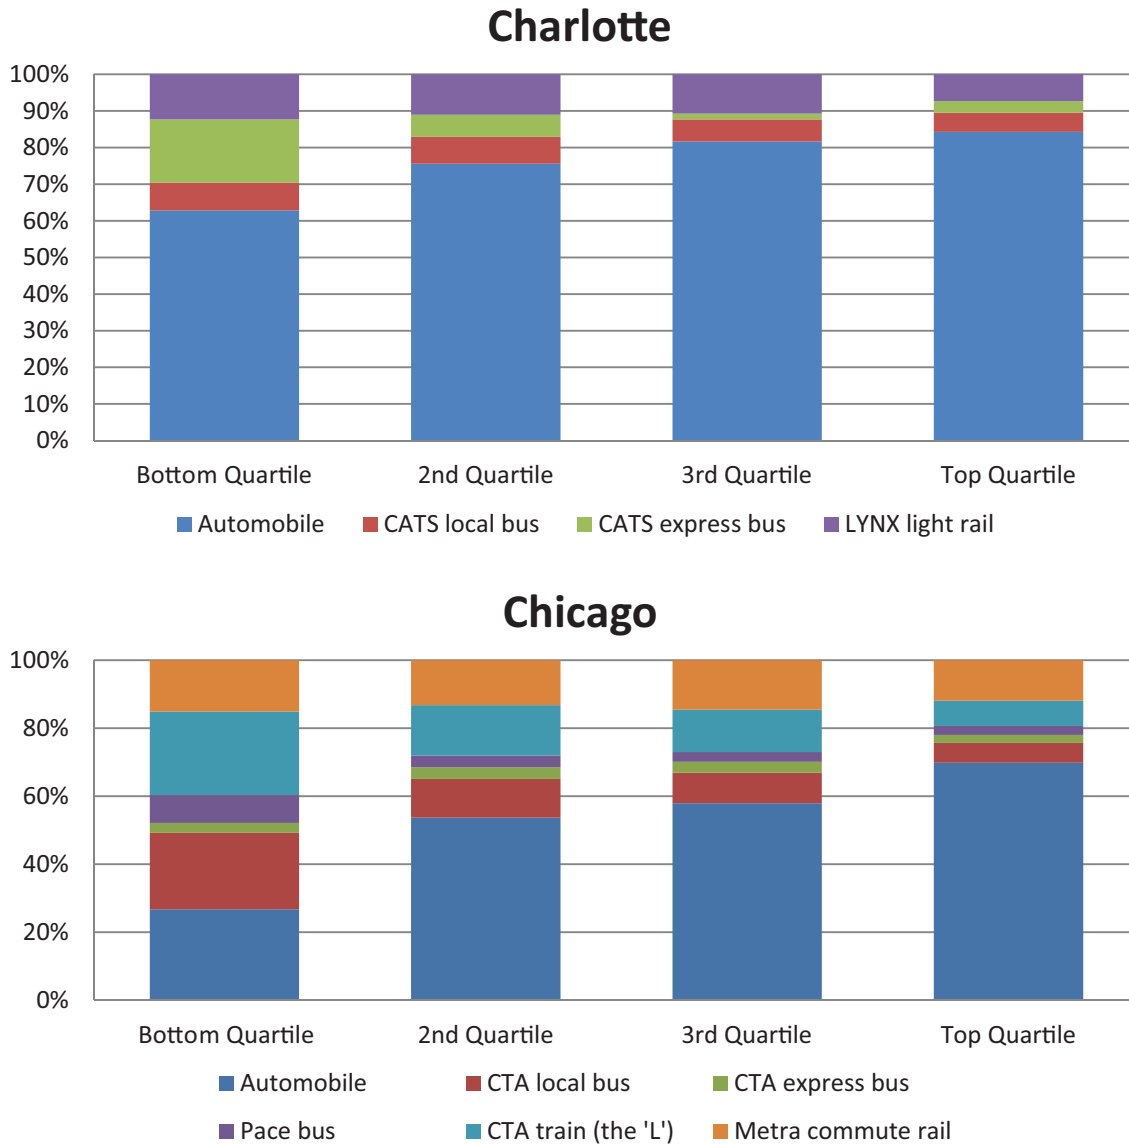 Charlotte
100%
90%
80%
70%
60%
50%
40%
30%
20%
10%
0%
Bottom Quartile 2nd Quartile 3rd Quartile Top Quartile
Automobile CATS local bus CATS express bus LYNX light rail
Chicago
100%
80%
60%
40%
20%
0%
Bottom Quartile 2nd Quartile 3rd Quartile Top Quartile
Automobile CTA local bus CTA express bus
Pace bus CTA train (the 'L') Metra commute rail